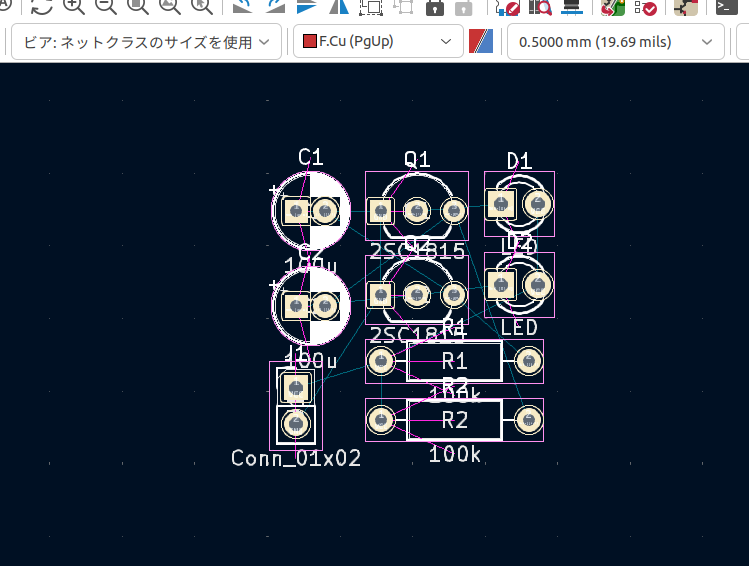 ビア: ネットクラスのサイズを使用
F.Cu (PgUp)
0.5000 mm (19.69 mils)
C1
Q1
D1
2SC1815
100u
C2
Q2
D2
LED
2SC1815
LED
R1
100u
J1
R1
100k
R2
R2
Conn_01x02
100k